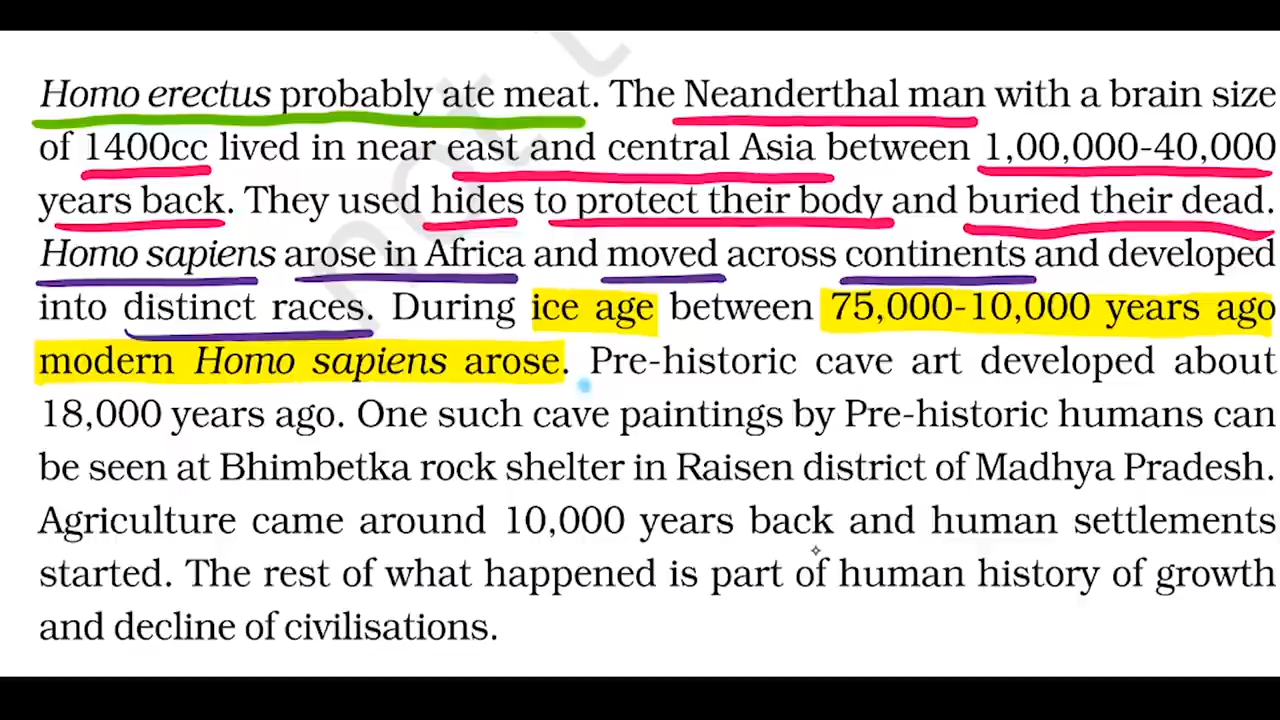 Homo erectus probably ate meat. The Neanderthal man with a brain size
of 1400cc lived in near east and central Asia between 1,00,000-40,000
years back. They used hides to protect their body and buried their dead.
Homo sapiens arose in Africa and moved across continents and developed
into distinct races. During ice age between 75,000-10,000 years ago
modern Homo sapiens arose. Pre-historic cave art developed about
18,000 years ago. One such cave paintings by Pre-historic humans can
be seen at Bhimbetka rock shelter in Raisen district of Madhya Pradesh.
Agriculture came around 10,000 years back and human settlements
started. The rest of what happened is part of human history of growth
and decline of civilisations.